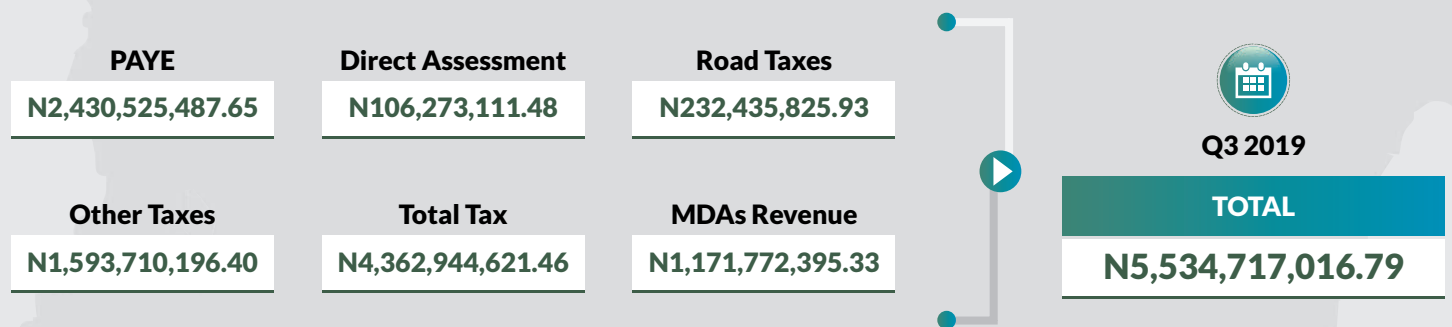 PAYE
N2,430,525,487.65
Direct Assessment
N106,273,111.48
Road Taxes
N232,435,825.93
Other Taxes
N1,593,710,196.40
Total Tax
N4,362,944,621.46
MDAs Revenue
N1,171,772,395.33
Q3 2019
TOTAL
N5,534,717,016.79